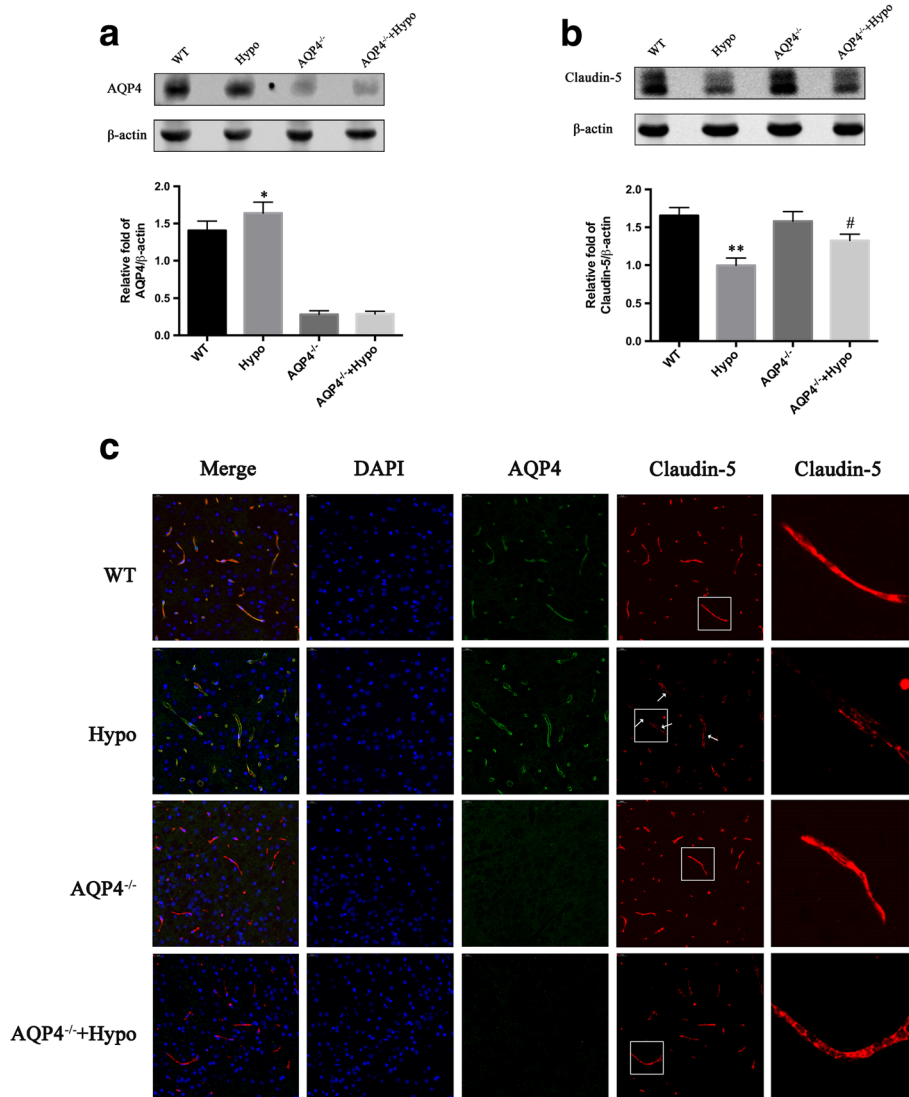 a
WT Hypo AQP4-/- AQP4-/-+Hypo
AQP4
β-actin
Relative fold of
AQP4/β-actin
2.0
1.5
1.0
0.5
0.0
*
WT Hypo AQP4-/- AQP4-/-+Hypo
b
WT Hypo AQP4-/- AQP4-/-+Hypo
Claudin-5
β-actin
Relative fold of
Claudin-5/β-actin
2.0
1.5
1.0
0.5
0.0
** #
WT Hypo AQP4-/- AQP4-/-+Hypo
c
Merge DAPI AQP4 Claudin-5 Claudin-5
WT
Hypo
AQP4-/-
AQP4-/-+Hypo